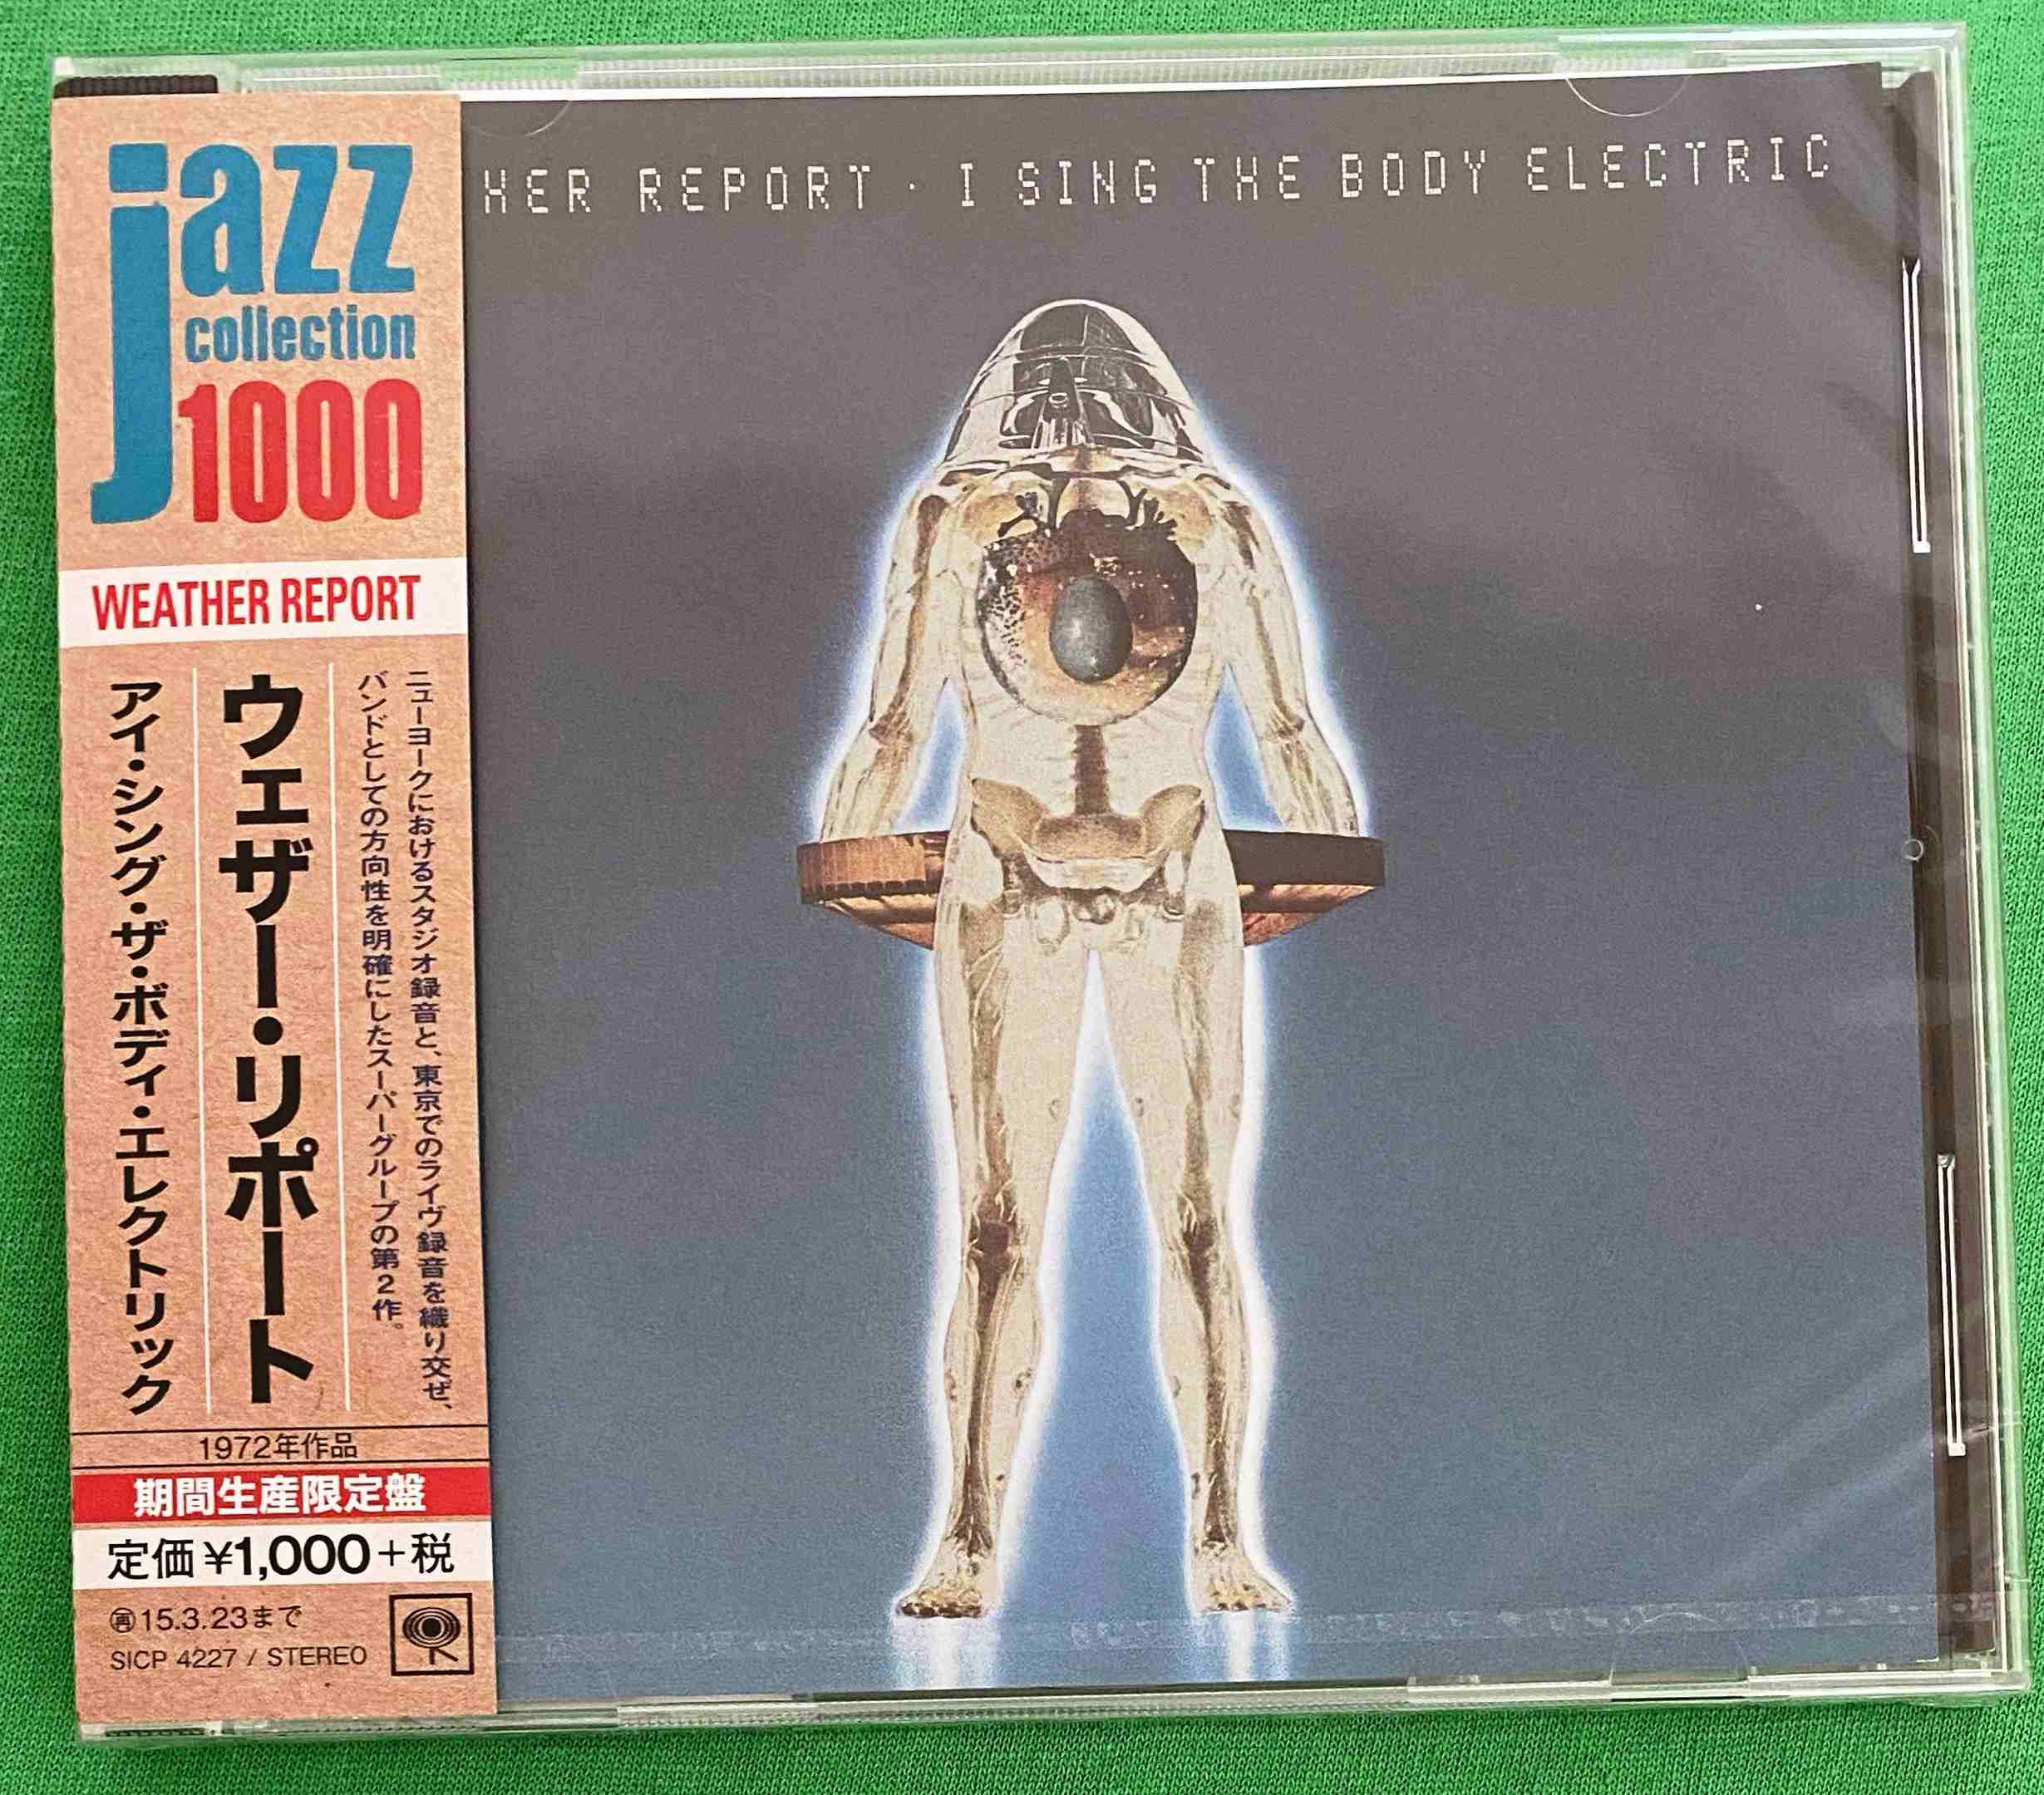 jazz
collection
1000
WEATHER REPORT
ニューヨークにおけるスタジオ録音と、東京でのライヴ録音を織り交ぜ、
バンドとしての方向性を明確にしたスーパーグループの第2作。
ウェザー・リポート
アイ・シング・ザ・ボディ・エレクトリック
1972年作品
期間生産限定盤
定価¥1,000+税
㊢15.3.23まで
SICP 4227 / STEREO
HER REPORT · I SING THE BODY ELECTRIC